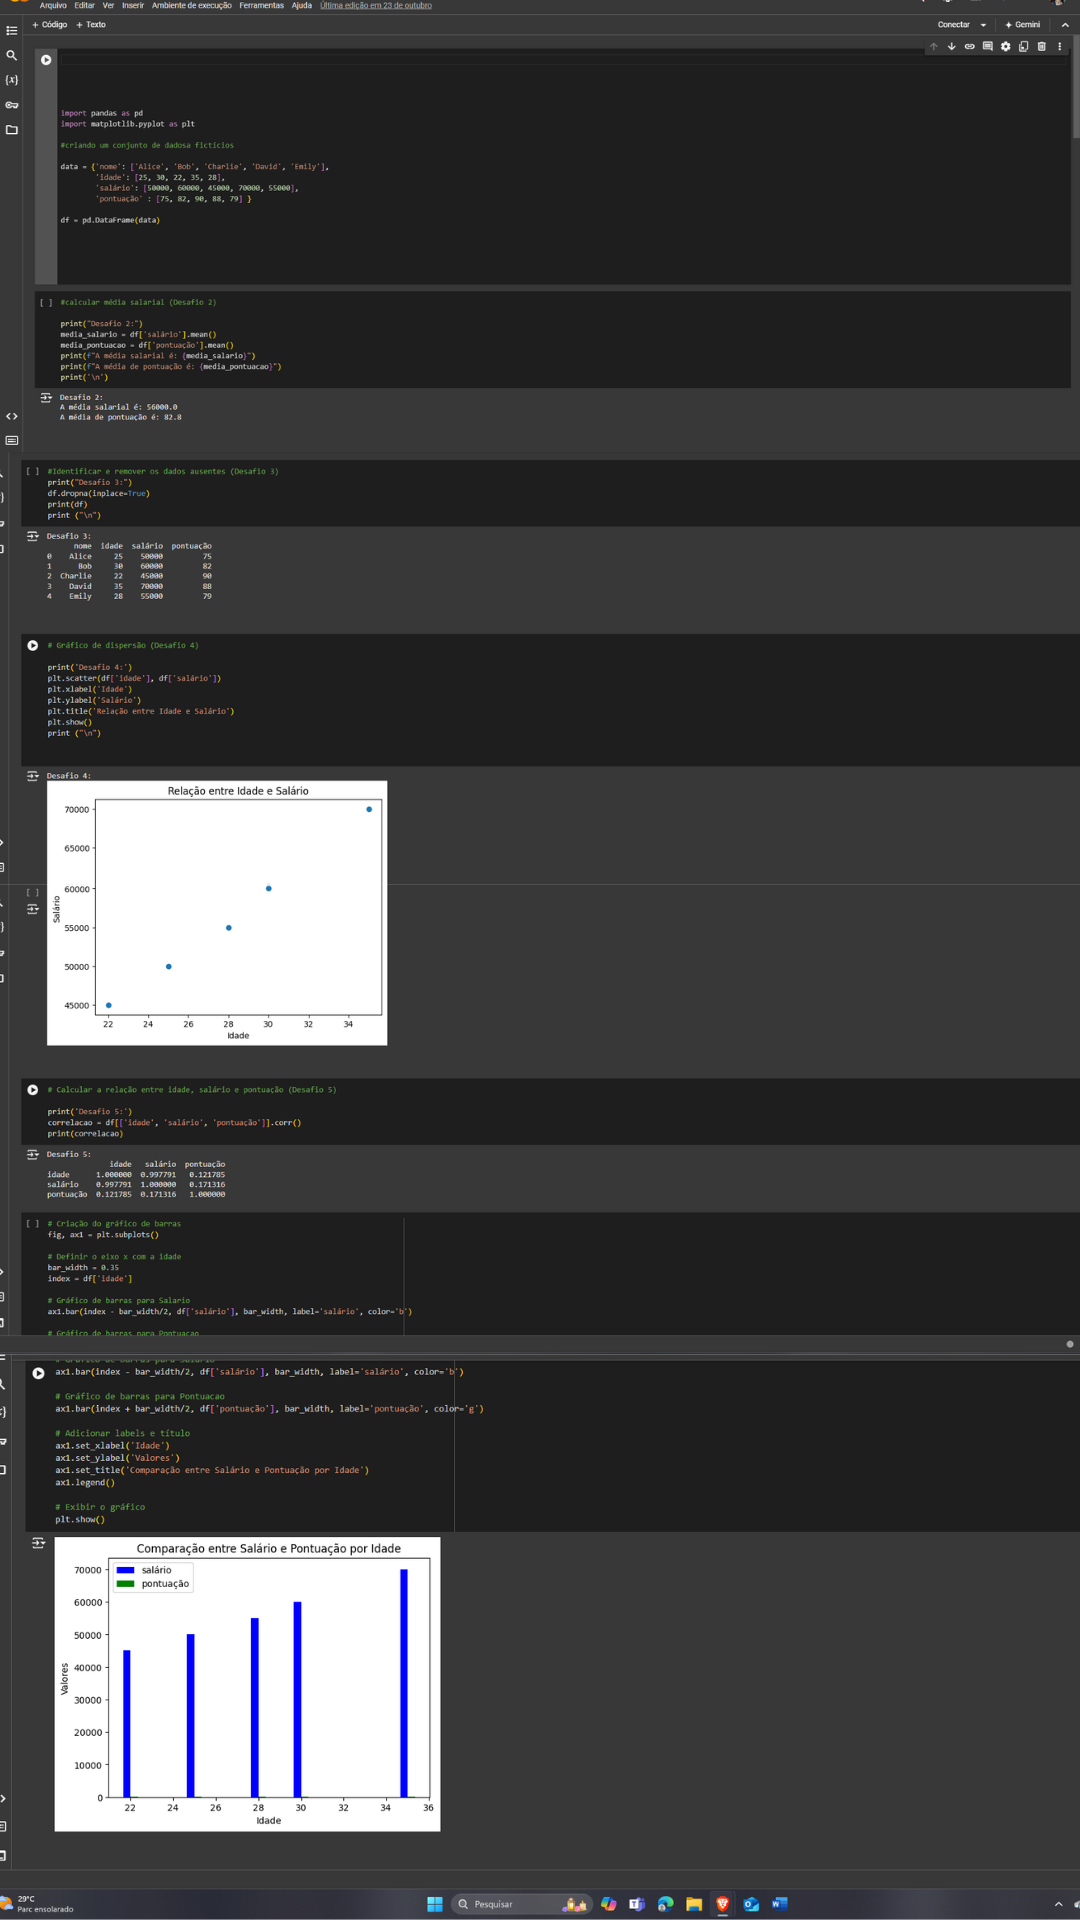 Arquivo Editar Ver Inserir Ambiente de execução Ferramentas Ajuda Última edição em 23 de outubro
+ Código + Texto Conectar Gemini
import pandas as pd
import matplotlib.pyplot as plt
#criando um conjunto de dadosa fictícios
data = {'nome': ['Alice', 'Bob', 'Charlie', 'David', 'Emily'],
'idade': [25, 30, 22, 35, 28],
'salário': [50000, 60000, 45000, 70000, 55000],
'pontuação' : [75, 82, 90, 88, 79] }
df = pd.DataFrame(data)
[ ] #calcular média salarial (Desafio 2)
print("Desafio 2:")
media_salario = df['salário'].mean()
media_pontuacao = df['pontuação'].mean()
print(f"A média salarial é: {media_salario}")
print(f"A média de pontuação é: {media_pontuacao}")
print('\n')
Desafio 2:
A média salarial é: 56000.0
A média de pontuação é: 82.8
[ ] #Identificar e remover os dados ausentes (Desafio 3)
print("Desafio 3:")
df.dropna(inplace=True)
print(df)
print ("\n")
Desafio 3:
nome idade salário pontuação
0 Alice 25 50000 75
1 Bob 30 60000 82
2 Charlie 22 45000 90
3 David 35 70000 88
4 Emily 28 55000 79
# Gráfico de dispersão (Desafio 4)
print('Desafio 4:')
plt.scatter(df['idade'], df['salário'])
plt.xlabel('Idade')
plt.ylabel('Salário')
plt.title('Relação entre Idade e Salário')
plt.show()
print ("\n")
Desafio 4:
Relação entre Idade e Salário
70000
65000
60000
55000
50000
45000
Salário
22 24 26 28 30 32 34
Idade
[ ]
# Calcular a relação entre idade, salário e pontuação (Desafio 5)
print('Desafio 5:')
correlacao = df[['idade', 'salário', 'pontuação']].corr()
print(correlacao)
Desafio 5:
idade salário pontuação
idade 1.000000 0.997791 0.121785
salário 0.997791 1.000000 0.171316
pontuação 0.121785 0.171316 1.000000
[ ] # Criação do gráfico de barras
fig, ax1 = plt.subplots()
# Definir o eixo x com a idade
bar_width = 0.35
index = df['idade']
# Gráfico de barras para Salario
ax1.bar(index - bar_width/2, df['salário'], bar_width, label='salário', color='b')
# Gráfico de barras para Pontuacao
# Gráfico de barras para Salario
ax1.bar(index - bar_width/2, df['salário'], bar_width, label='salário', color='b')
# Gráfico de barras para Pontuacao
ax1.bar(index + bar_width/2, df['pontuação'], bar_width, label='pontuação', color='g')
# Adicionar labels e título
ax1.set_xlabel('Idade')
ax1.set_ylabel('Valores')
ax1.set_title('Comparação entre Salário e Pontuação por Idade')
ax1.legend()
# Exibir o gráfico
plt.show()
Comparação entre Salário e Pontuação por Idade
salário
pontuação
70000
60000
50000
40000
30000
20000
10000
0
Valores
22 24 26 28 30 32 34 36
Idade
29°C
Parc ensolarado
Pesquisar